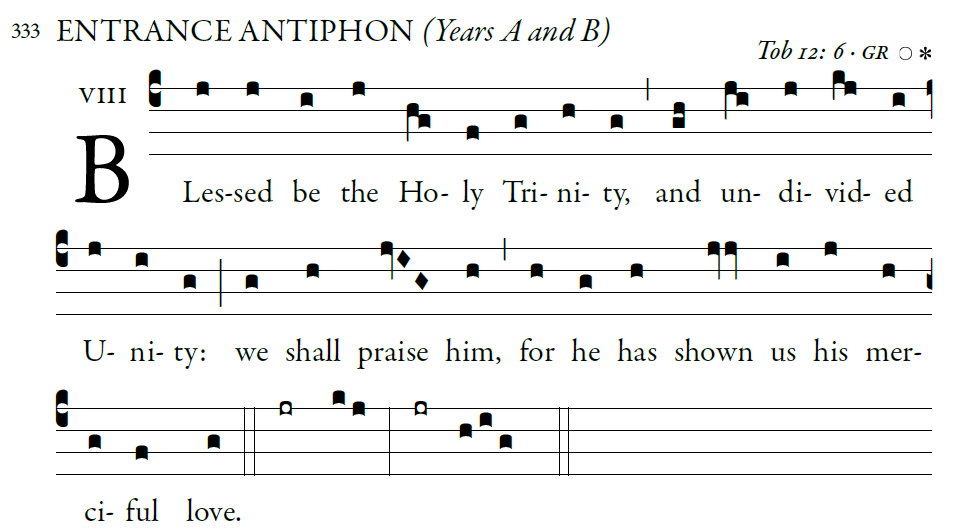 333 ENTRANCE ANTIPHON (Years A and B)
Tob 12: 6 · GR ◌ *
VIII
BLes-sed be the Ho- ly Tri- ni- ty, and un- di- vid- ed
U- ni- ty: we shall praise him, for he has shown us his mer-
ci- ful love.